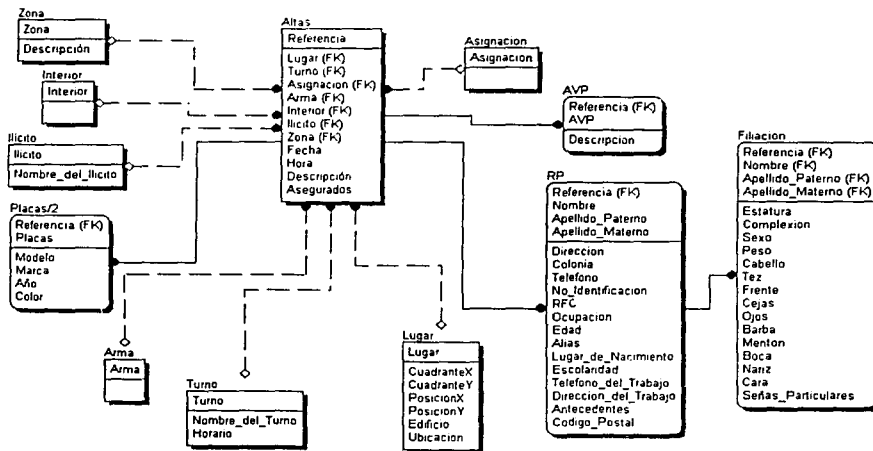 Zona
Zona
Descripción
Interior
Interior
Ilicito
Ilicito
Nombre_del_Ilicito
Placas/2
Referencia (FK)
Placas
Modelo
Marca
Año
Color
Arma
Arma
Turno
Turno
Nombre_del_Turno
Horario
Altas
Referencia
Lugar (FK)
Turno (FK)
Asignacion (FK)
Arma (FK)
Interior (FK)
Ilicito (FK)
Zona (FK)
Fecha
Hora
Descripción
Asegurados
Lugar
Lugar
CuadranteX
CuadranteY
PosicionX
PosicionY
Edificio
Ubicacion
Asignacion
Asignacion
AVP
Referencia (FK)
AVP
Descripcion
RP
Referencia (FK)
Nombre
Apellido_Paterno
Apellido_Materno
Direccion
Colonia
Telefono
No_Identificacion
RFC
Ocupacion
Edad
Alias
Lugar_de_Nacimiento
Escolaridad
Telefono_del_Trabajo
Direccion_del_Trabajo
Antecedentes
Codigo_Postal
Filiacion
Referencia (FK)
Nombre (FK)
Apellido_Paterno (FK)
Apellido_Materno (FK)
Estatura
Complexion
Sexo
Peso
Cabello
Tez
Frente
Cejas
Ojos
Barba
Menton
Boca
Nariz
Cara
Señas_Particulares